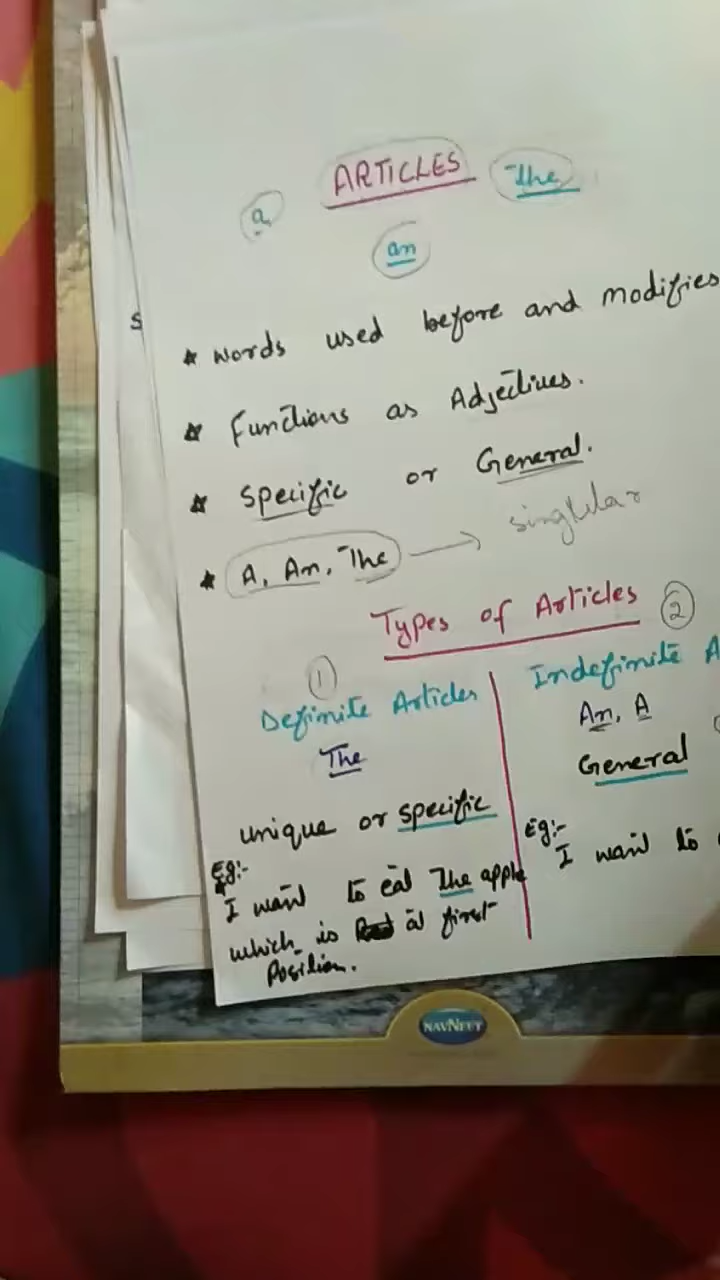 ARTICLES The
a
an
s
* words used before and modifies
* Functions as Adjectives.
* Specific or General.
* A, An, The → singular
Types of Articles
1 2
Definite Articles Indefinite A
The An, A
unique or specific General
Eg:- Eg:-
I want to eat The apple I want to
which is at first
Position.
NAVNEET